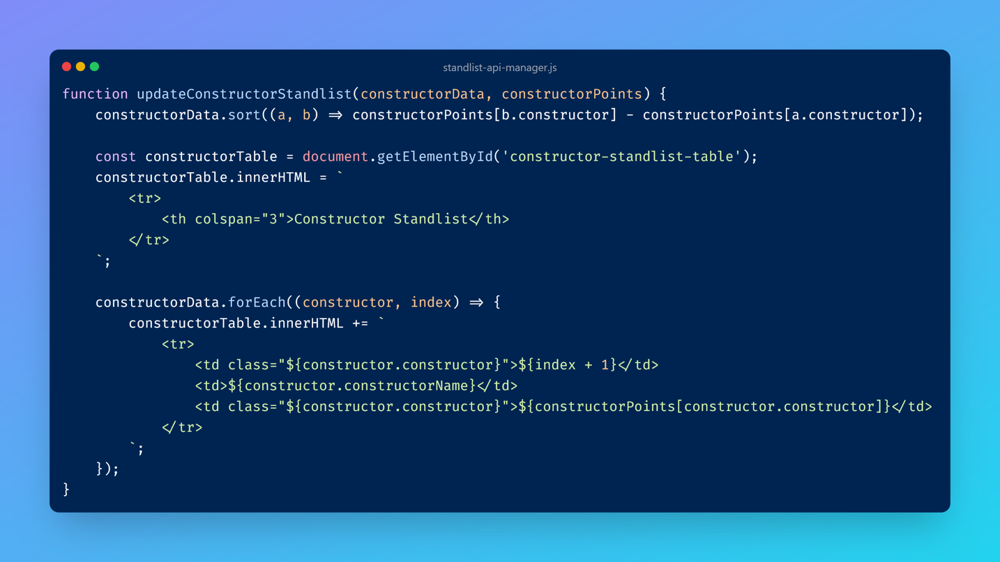 standlist-api-manager.js
function updateConstructorStandlist(constructorData, constructorPoints) {
    constructorData.sort((a, b) => constructorPoints[b.constructor] - constructorPoints[a.constructor]);

    const constructorTable = document.getElementById('constructor-standlist-table');
    constructorTable.innerHTML = `
        <tr>
            <th colspan="3">Constructor Standlist</th>
        </tr>
    `;

    constructorData.forEach((constructor, index) => {
        constructorTable.innerHTML += `
            <tr>
                <td class="${constructor.constructor}">${index + 1}</td>
                <td>${constructor.constructorName}</td>
                <td class="${constructor.constructor}">${constructorPoints[constructor.constructor]}</td>
            </tr>
        `;
    });
}